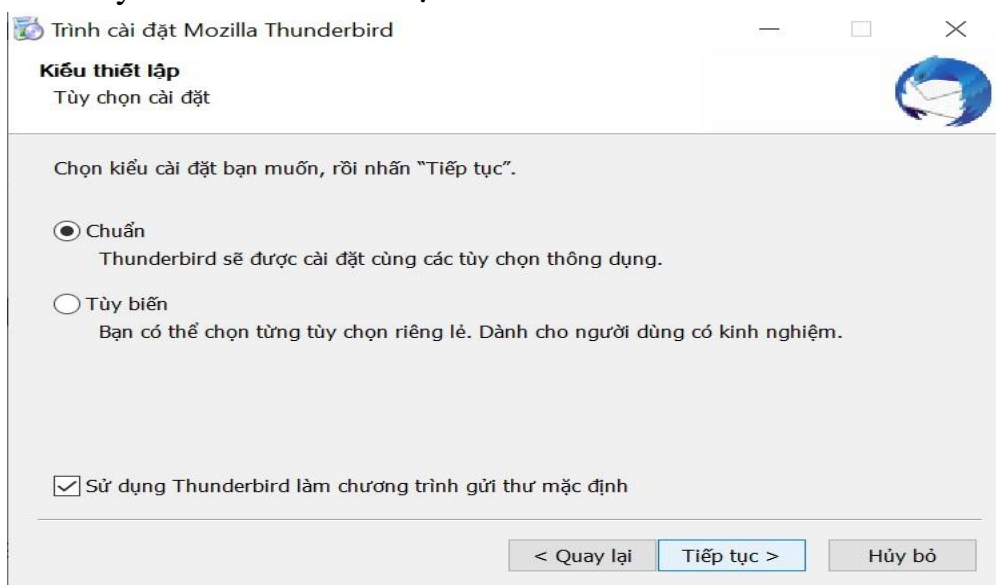 Trình cài đặt Mozilla Thunderbird
Kiểu thiết lập
Tùy chọn cài đặt
Chọn kiểu cài đặt bạn muốn, rồi nhấn “Tiếp tục”.
Chuẩn
Thunderbird sẽ được cài đặt cùng các tùy chọn thông dụng.
Tùy biến
Bạn có thể chọn từng tùy chọn riêng lẻ. Dành cho người dùng có kinh nghiệm.
Sử dụng Thunderbird làm chương trình gửi thư mặc định
< Quay lại
Tiếp tục >
Hủy bỏ